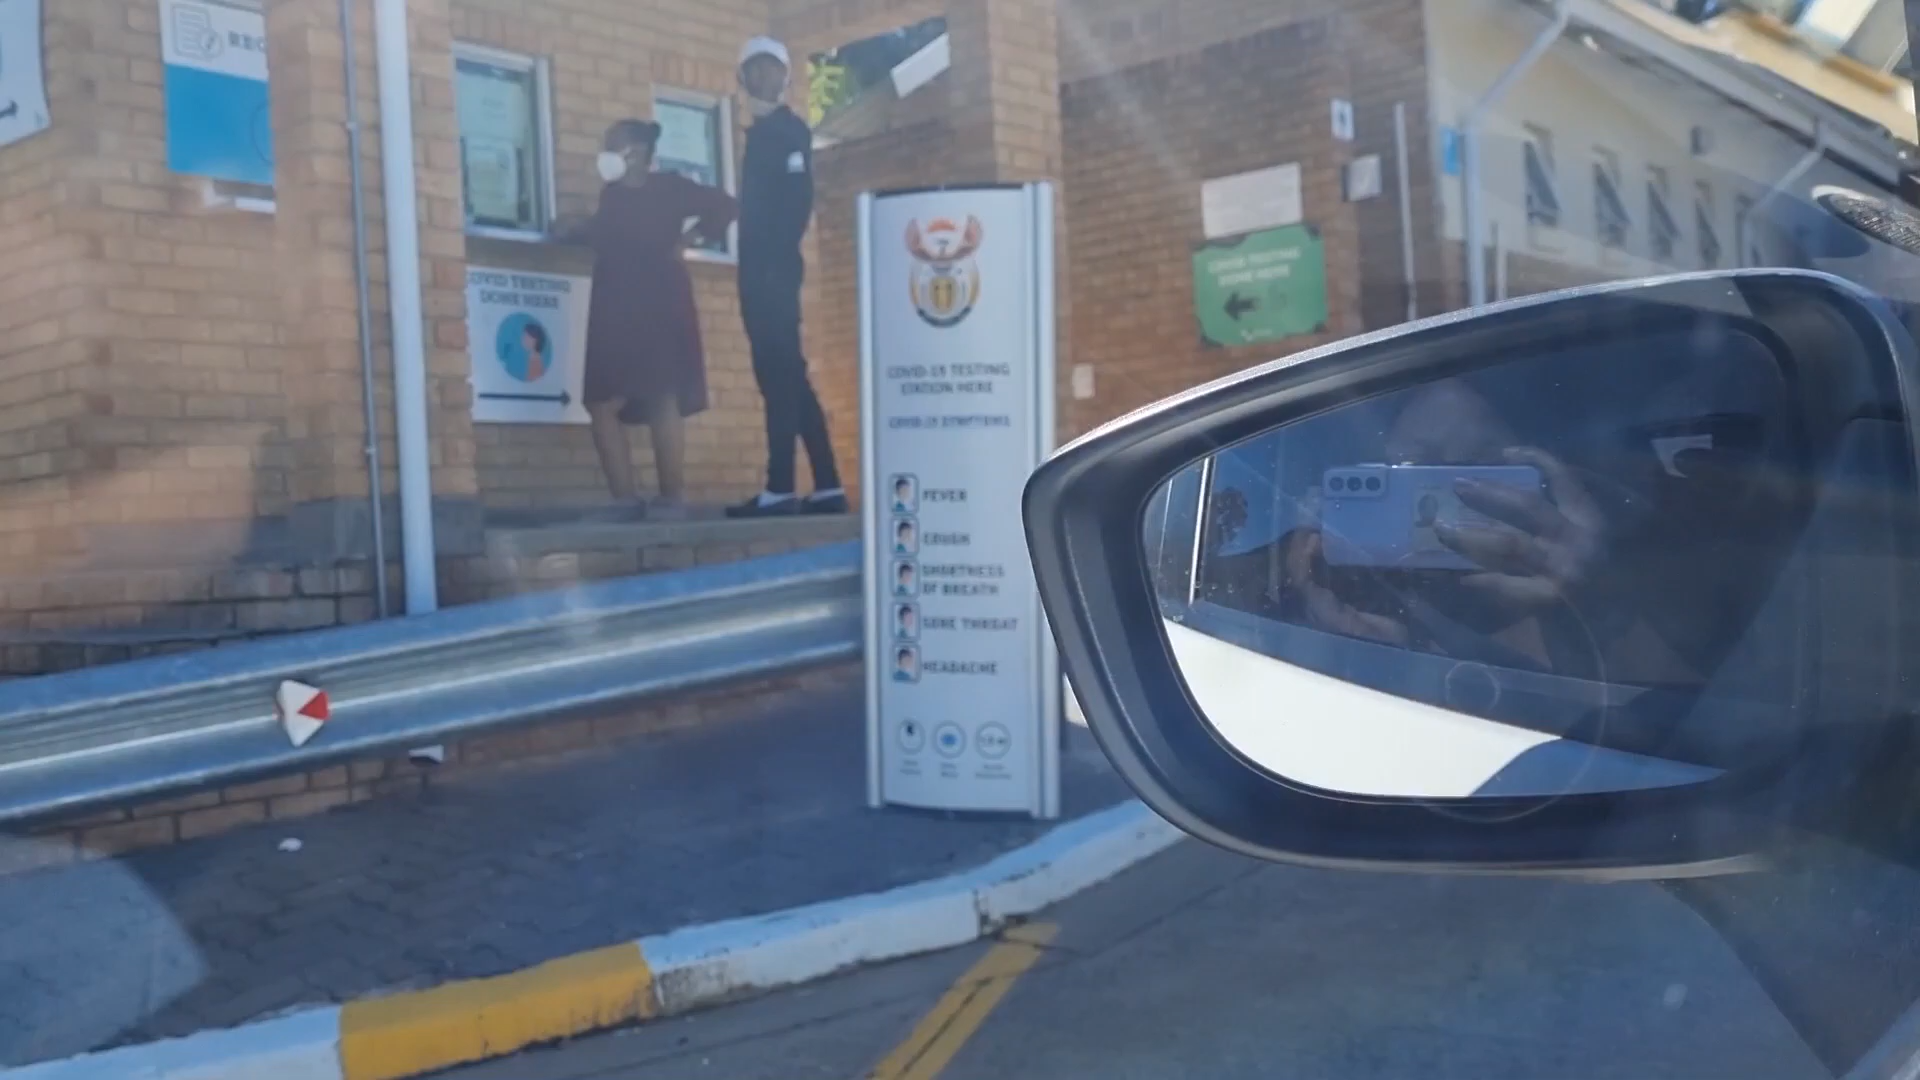 REG
COVID TESTING
DONE HERE
COVID-19 TESTING
STATION HERE
COVID-19 SYMPTOMS
FEVER
COUGH
SHORTNESS
OF BREATH
SORE THROAT
HEADACHE
COVID TESTING
DONE HERE